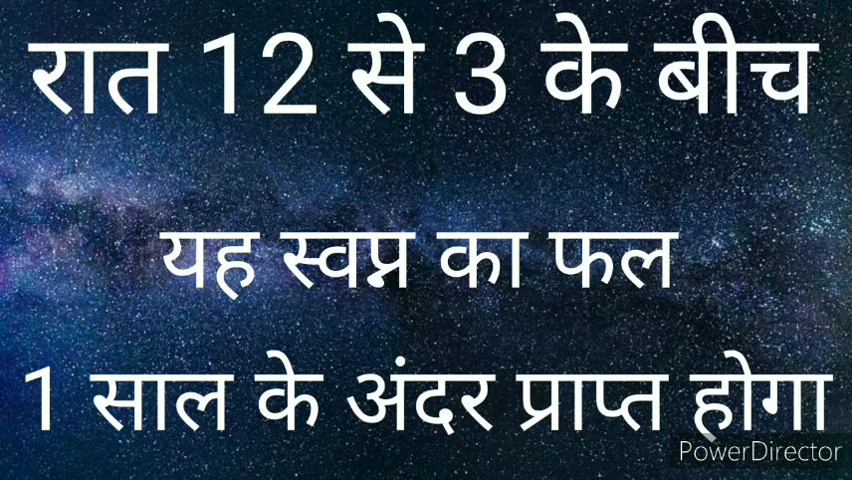 रात 12 से 3 के बीच
यह स्वप्न का फल
1 साल के अंदर प्राप्त होगा
PowerDirector